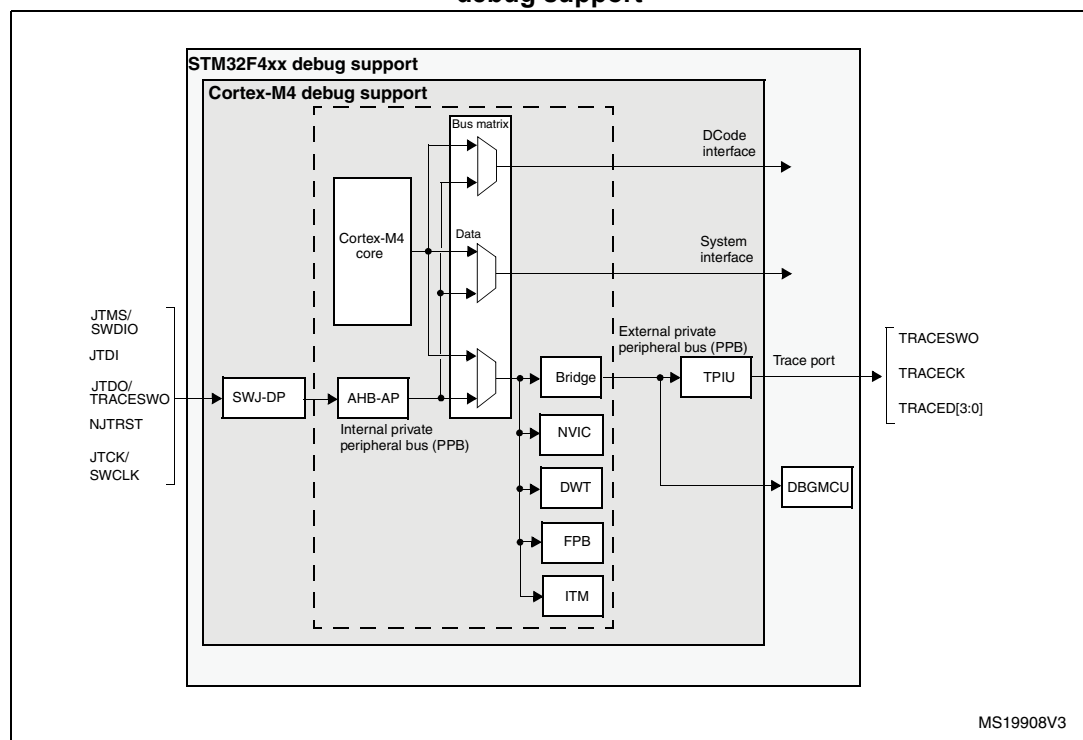 debug support
STM32F4xx debug support
Cortex-M4 debug support
Bus matrix
DCode
interface
Cortex-M4
core
Data
System
interface
JTMS/
SWDIO
JTDI
JTDO/
TRACESWO
NJTRST
JTCK/
SWCLK
SWJ-DP
AHB-AP
Internal private
peripheral bus (PPB)
External private
peripheral bus (PPB)
Bridge
TPIU
Trace port
TRACESWO
TRACECK
TRACED[3:0]
NVIC
DWT
DBGMCU
FPB
ITM
MS19908V3